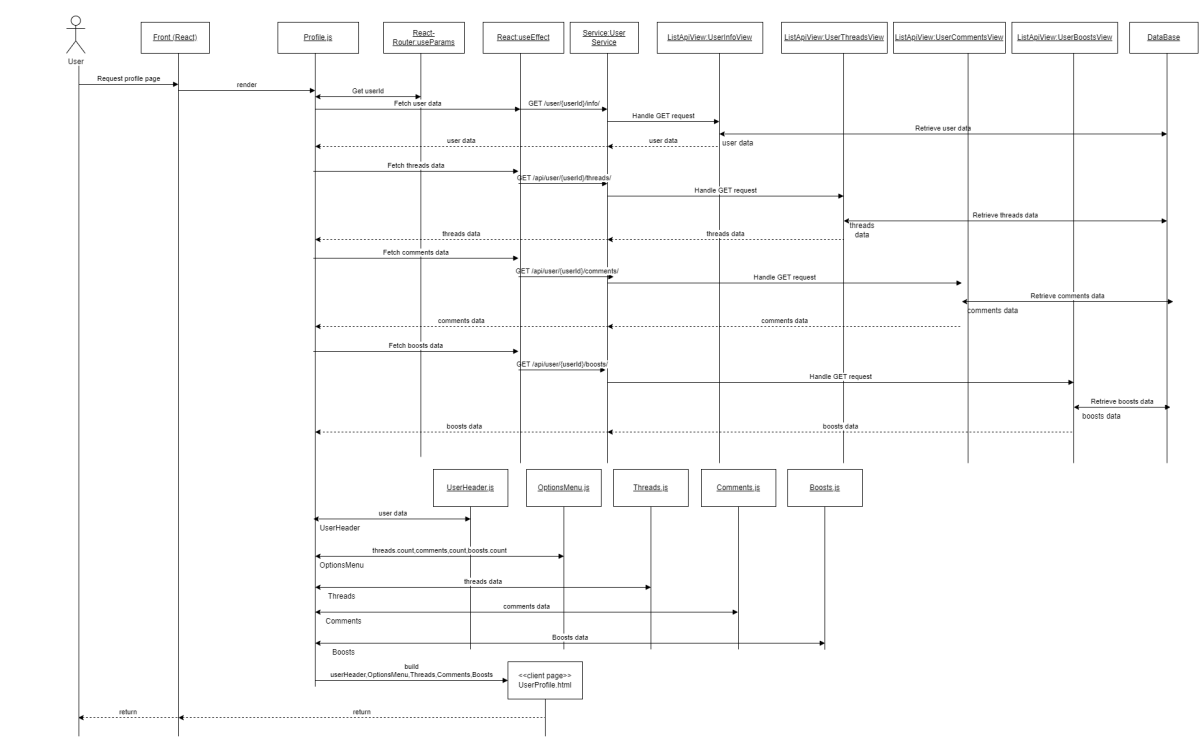 User
Front (React)
Profile.js
React-
Router:useParams
React:useEffect
Service:User
Service
ListApiView:UserInfoView
ListApiView:UserThreadsView
ListApiView:UserCommentsView
ListApiView:UserBoostsView
DataBase
Request profile page
render
Get userId
Fetch user data
GET /user/{userId}/info/
Handle GET request
Retrieve user data
user data
user data
user data
Fetch threads data
GET /api/user/{userId}/threads/
Handle GET request
Retrieve threads data
threads
data
threads data
threads data
Fetch comments data
GET /api/user/{userId}/comments/
Handle GET request
Retrieve comments data
comments data
comments data
comments data
Fetch boosts data
GET /api/user/{userId}/boosts/
Handle GET request
Retrieve boosts data
boosts data
boosts data
boosts data
UserHeader.js
OptionsMenu.js
Threads.js
Comments.js
Boosts.js
user data
UserHeader
threads.count,comments,count,boosts.count
OptionsMenu
threads data
Threads
comments data
Comments
Boosts data
Boosts
build
userHeader,OptionsMenu,Threads,Comments,Boosts
<<client page>>
UserProfile.html
return
return